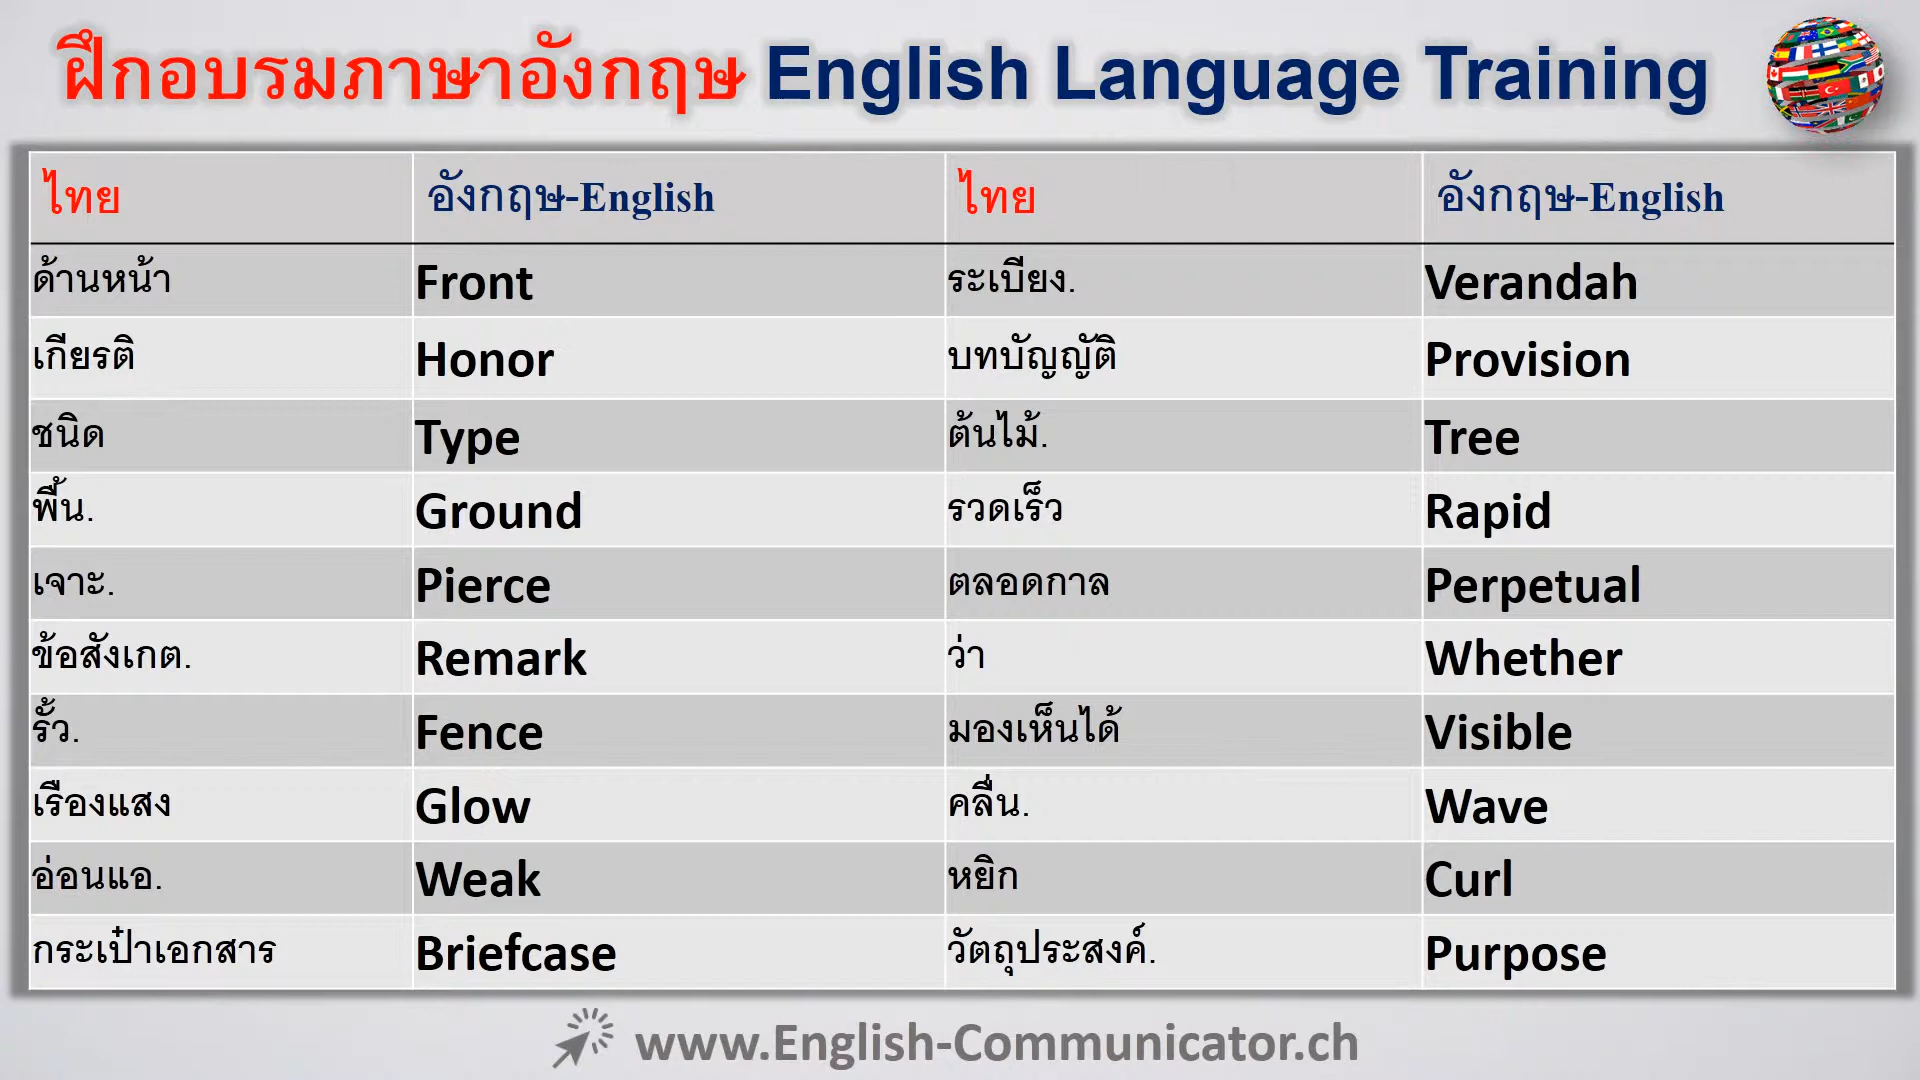 ฝึกอบรมภาษาอังกฤษ English Language Training
ไทย อังกฤษ-English ไทย อังกฤษ-English
ด้านหน้า Front ระเบียง. Verandah
เกียรติ Honor บทบัญญัติ Provision
ชนิด Type ต้นไม้. Tree
พื้น. Ground รวดเร็ว Rapid
เจาะ. Pierce ตลอดกาล Perpetual
ข้อสังเกต. Remark ว่า Whether
รั้ว. Fence มองเห็นได้ Visible
เรืองแสง Glow คลื่น. Wave
อ่อนแอ. Weak หยิก Curl
กระเป๋าเอกสาร Briefcase วัตถุประสงค์. Purpose
www.English-Communicator.ch